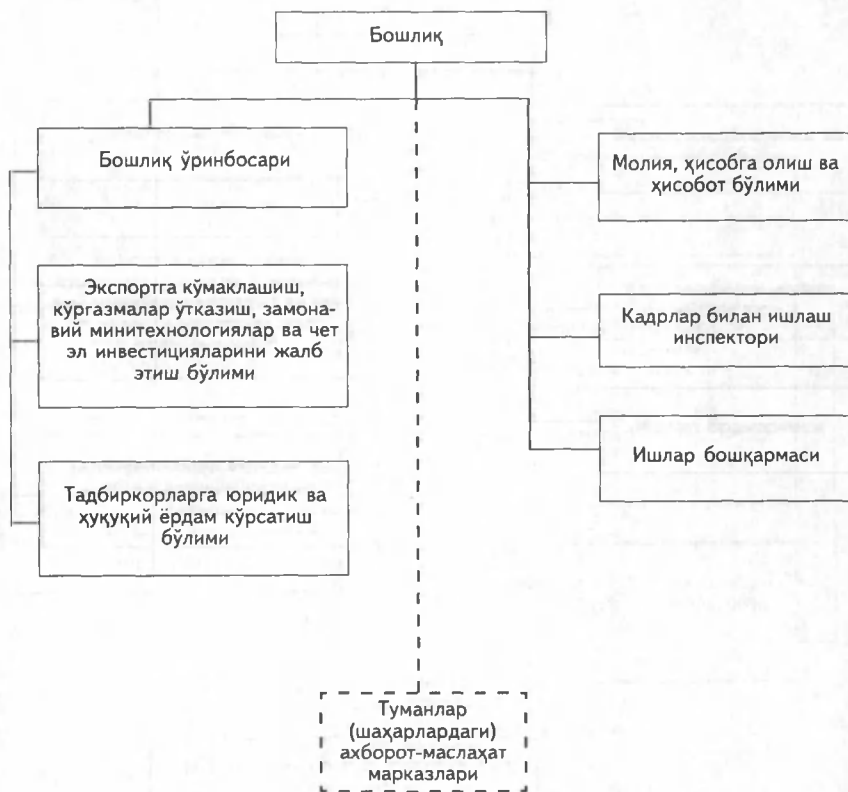 Бошлиқ
Бошлиқ ўринбосари
Экспортга кўмаклашиш,
кўргазмалар ўтказиш, замона-
вий минитехнологиялар ва чет
эл инвестицияларини жалб
этиш бўлими
Тадбиркорларга юридик ва
ҳуқуқий ёрдам кўрсатиш
бўлими
Молия, ҳисобга олиш ва
ҳисобот бўлими
Кадрлар билан ишлаш
инспектори
Ишлар бошқармаси
Туманлар
(шаҳарлардаги)
ахборот-маслаҳат
марказлари